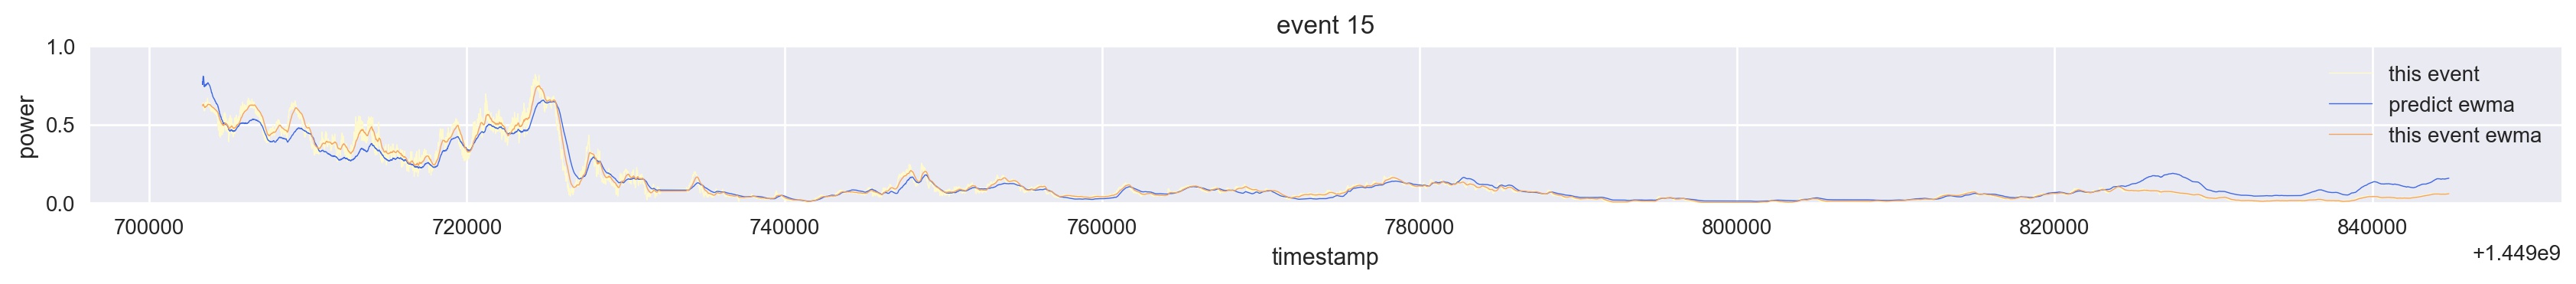 event 15
1.0
0.5
0.0
power
this event
predict ewma
this event ewma
700000 720000 740000 760000 780000 800000 820000 840000
timestamp
+1.449e9